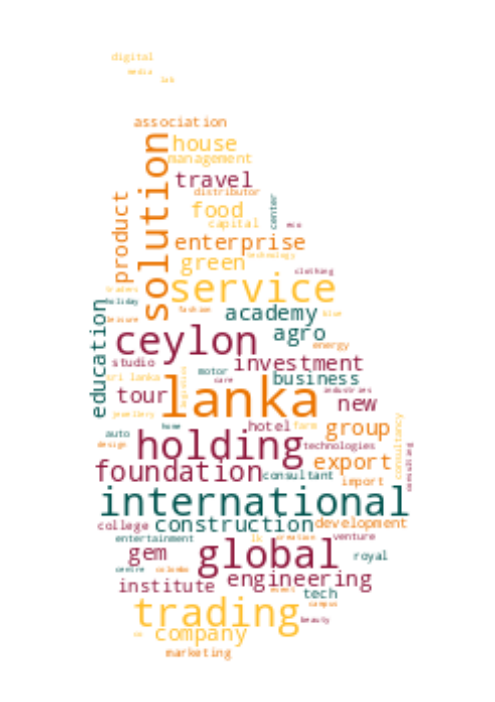 digital
media
lab
association
solution
house
management
travel
distributor
product
food
center
capital
eco
enterprise
technology
green
clothing
service
traders
holiday
education
fashion
academy
blue
leisure
ceylon
agro
energy
studio
investment
motor
sri lanka
logistics
care
business
tour
lanka
industries
new
jewellery
home
hotel
farm
group
consultancy
auto
holding
design
technologies
consulting
foundation
consultant
export
import
international
college
construction
development
entertainment
lk
creation
venture
gem
global
royal
centre
colombo
institute
engineering
event
tech
trading
campus
beauty
company
marketing